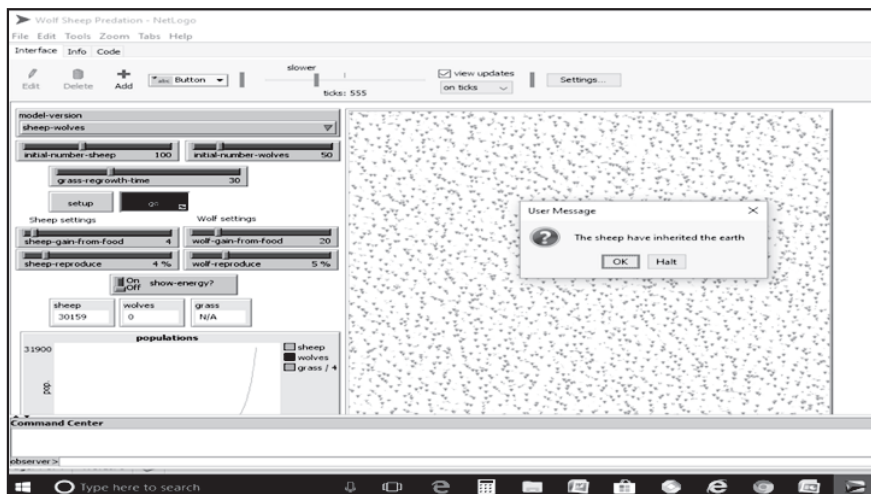 Wolf Sheep Predation - NetLogo
File Edit Tools Zoom Tabs Help
Interface Info Code
Edit Delete Add abc Button slower view updates Settings...
ticks: 555 on ticks
model-version
sheep-wolves
initial-number-sheep 100 initial-number-wolves 50
grass-regrowth-time 30
setup go
Sheep settings Wolf settings
sheep-gain-from-food 4 wolf-gain-from-food 20
sheep-reproduce 4 % wolf-reproduce 5 %
On
Off show-energy?
sheep wolves grass
30159 0 N/A
populations
31900
pop.
sheep
wolves
grass / 4
User Message
The sheep have inherited the earth
OK Halt
Command Center
observer>
Type here to search